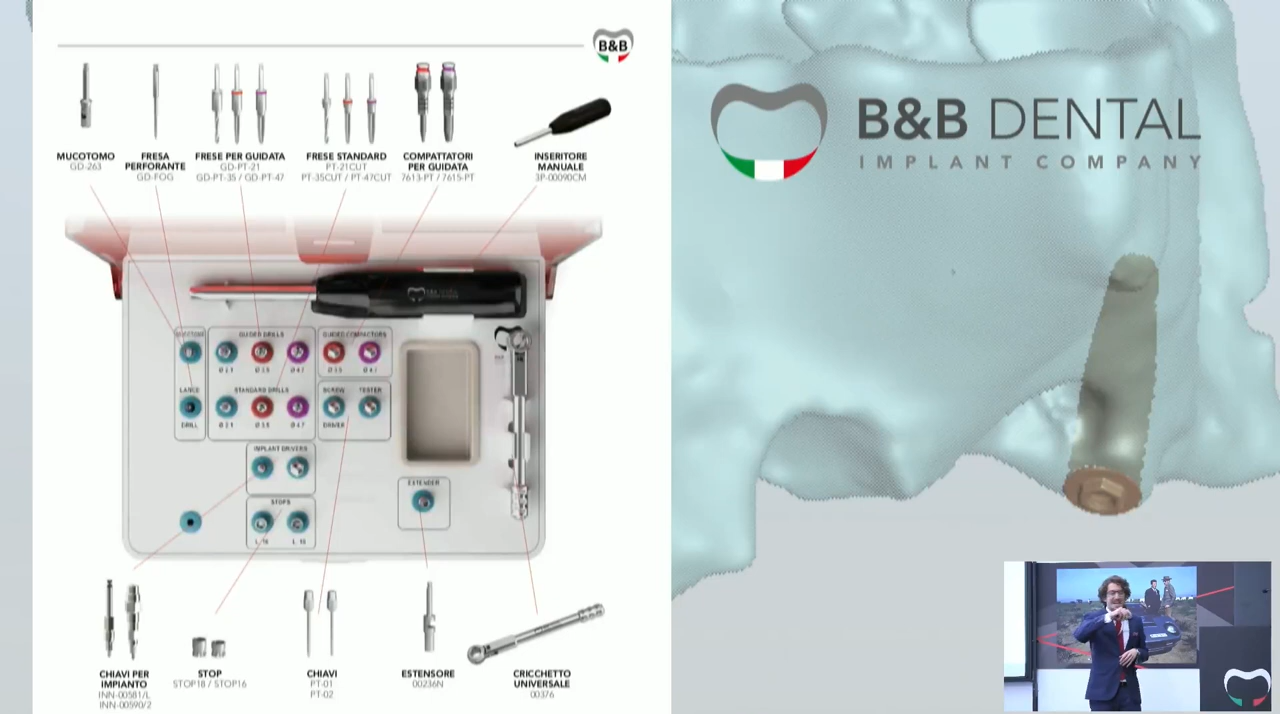 B&B
MUCOTOMO
GD-263
FRESA
PERFORANTE
GD-FOG
FRESE PER GUIDATA
GD-PT-21
GD-PT-35 / GD-PT-47
FRESE STANDARD
PT-21CUT
PT-35CUT / PT-47CUT
COMPATTATORI
PER GUIDATA
7613-PT / 7615-PT
INSERITORE
MANUALE
3P-00090CM
B&B DENTAL
IMPLANT COMPANY
B&B DENTAL
GUIDED DRILLS
GUIDED COMPACTORS
LANCE
DRILL
STANDARD DRILLS
SCREW
DRIVER
TESTER
IMPLANT DRIVERS
STOPS
EXTENDER
CHIAVI PER
IMPIANTO
INN-00581/L
INN-00590/2
STOP
STOP18 / STOP16
CHIAVI
PT-01
PT-02
ESTENSORE
00236N
CRICCHETTO
UNIVERSALE
00376